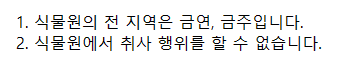 1. 식물원의 전 지역은 금연, 금주입니다.
2. 식물원에서 취사 행위를 할 수 없습니다.